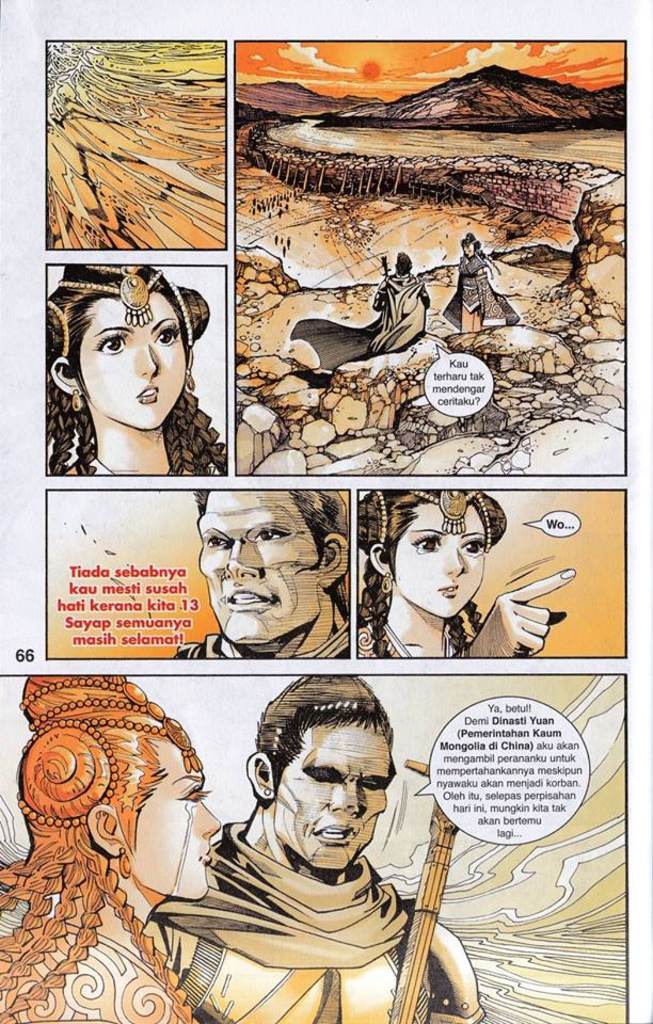 Kau
terharu tak
mendengar
ceritaku?
Tiada sebabnya
kau mesti susah
hati kerana kita 13
Sayap semuanya
masih selamat!
Wo...
66
Ya, betul!
Demi Dinasti Yuan
(Pemerintahan Kaum
Mongolia di China) aku akan
mengambil perananku untuk
mempertahankannya meskipun
nyawaku akan menjadi korban.
Oleh itu, selepas perpisahan
hari ini, mungkin kita tak
akan bertemu
lagi...